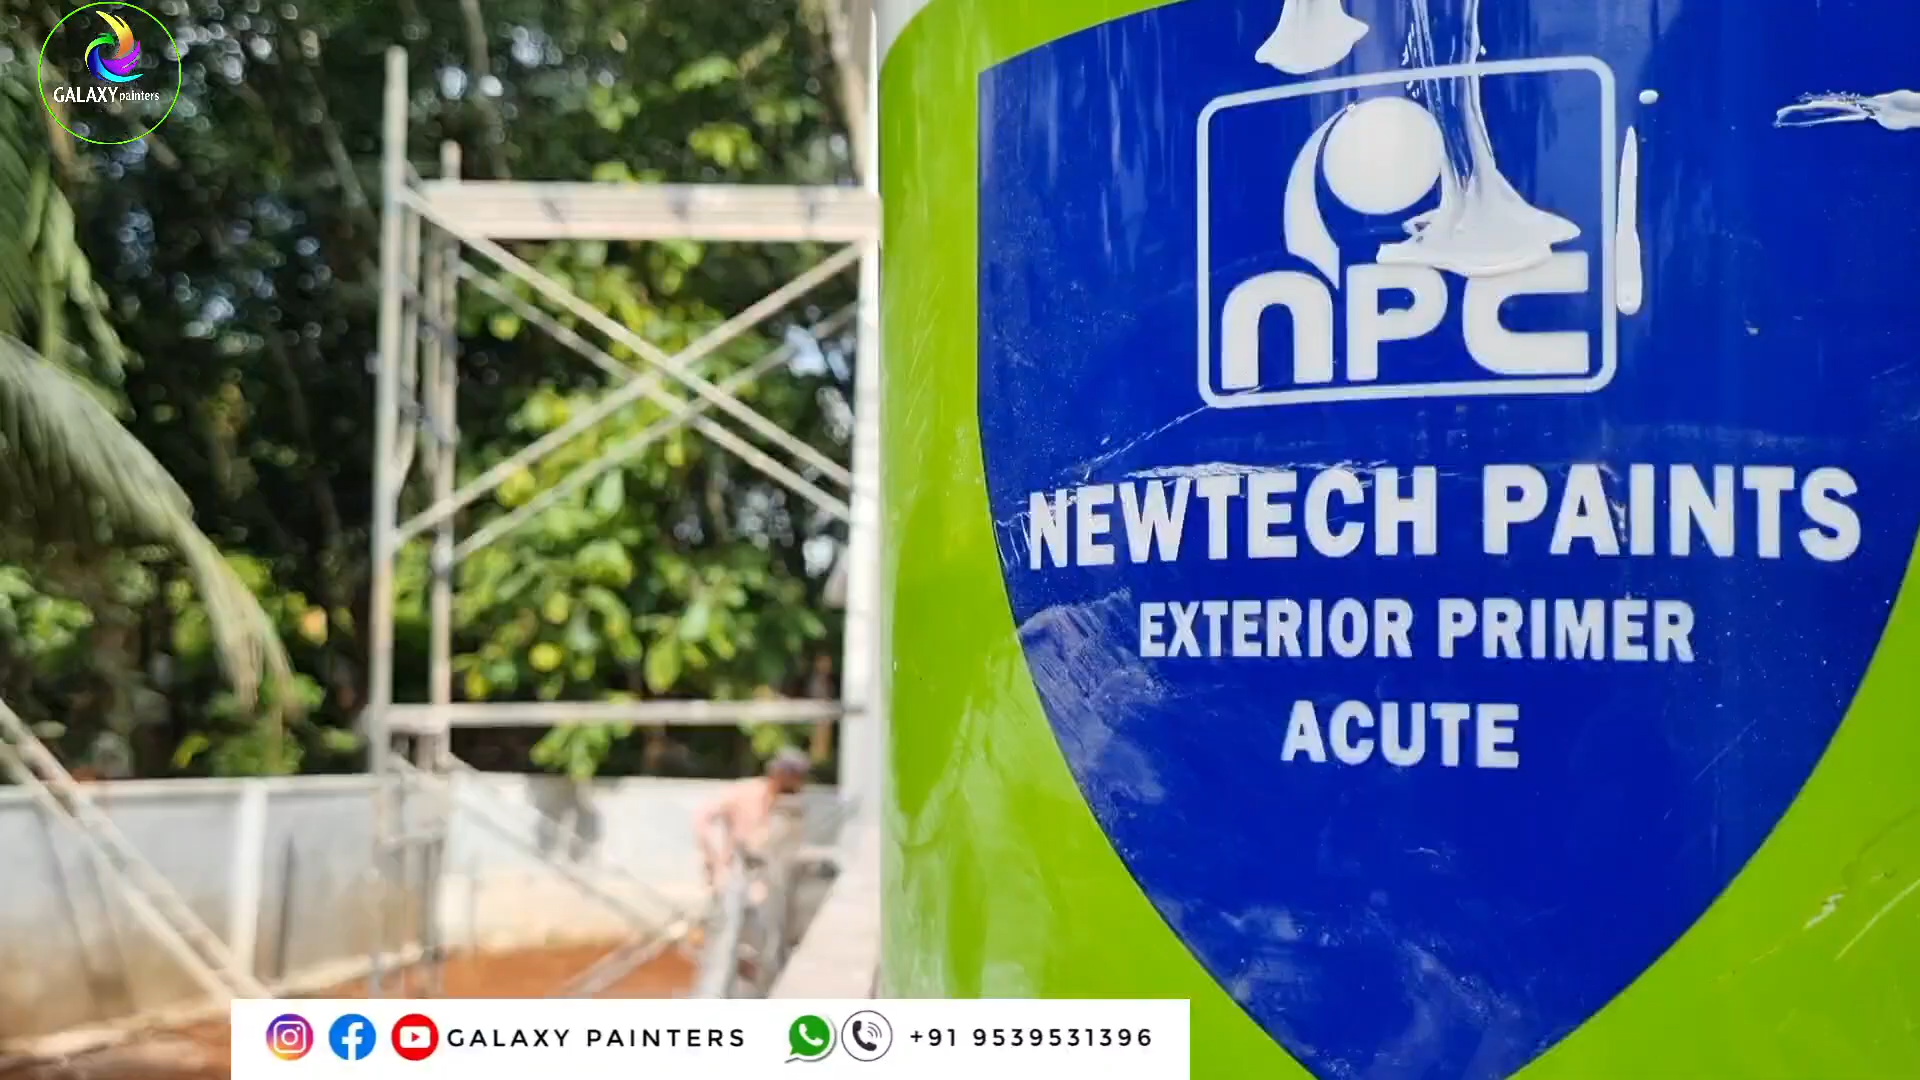 GALAXY painters
NPC
NEWTECH PAINTS
EXTERIOR PRIMER
ACUTE
GALAXY PAINTERS +91 9539531396